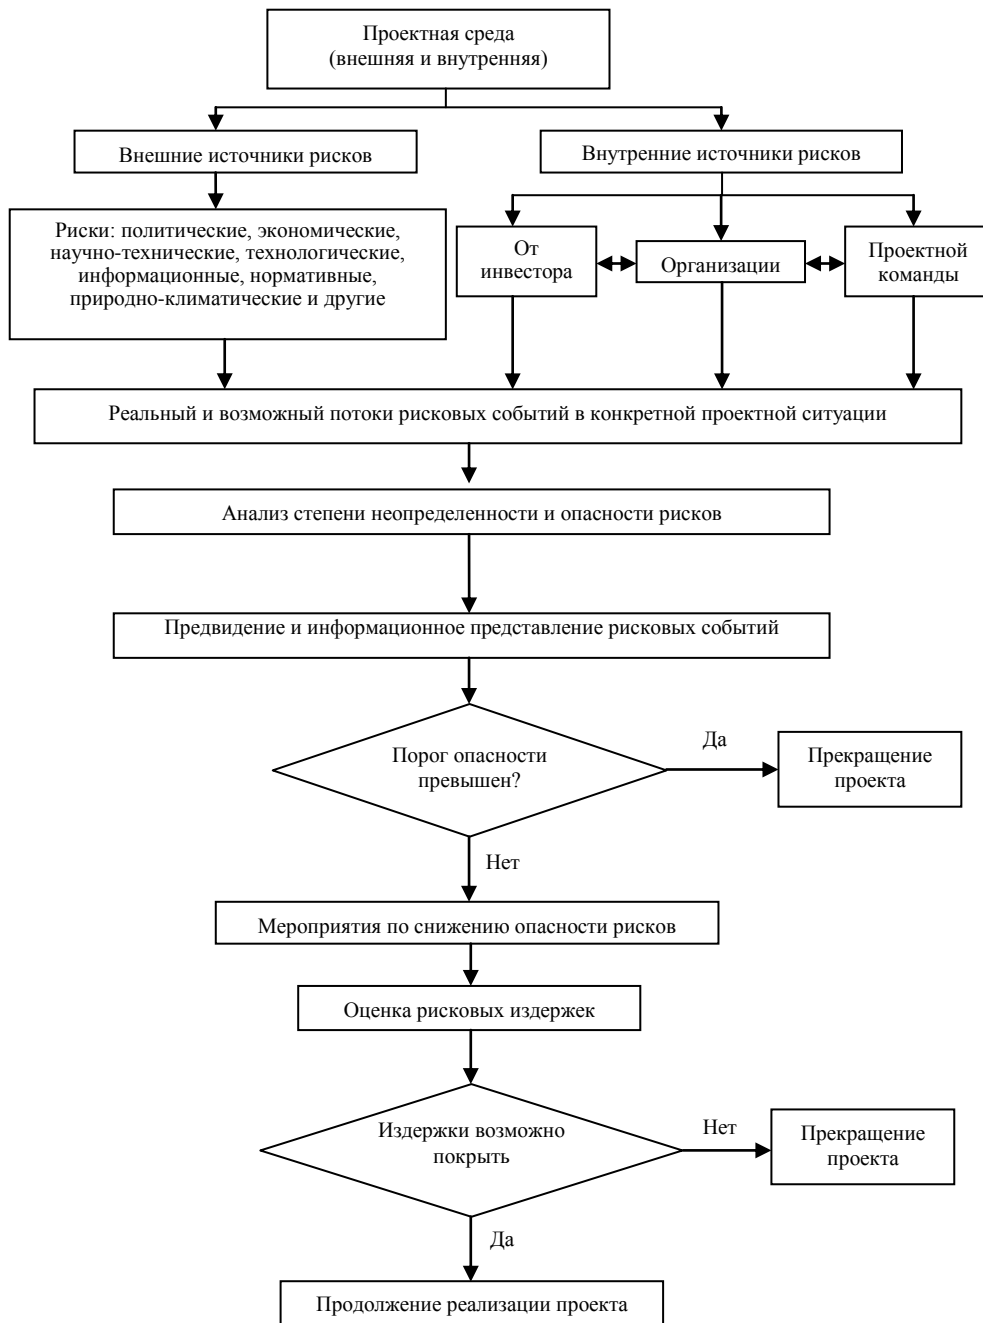 Проектная среда
(внешняя и внутренняя)
Внешние источники рисков
Внутренние источники рисков
Риски: политические, экономические,
научно-технические, технологические,
информационные, нормативные,
природно-климатические и другие
От
инвестора
Организации
Проектной
команды
Реальный и возможный потоки рисковых событий в конкретной проектной ситуации
Анализ степени неопределенности и опасности рисков
Предвидение и информационное представление рисковых событий
Порог опасности
превышен?
Да
Прекращение
проекта
Нет
Мероприятия по снижению опасности рисков
Оценка рисковых издержек
Издержки возможно
покрыть
Нет
Прекращение
проекта
Да
Продолжение реализации проекта